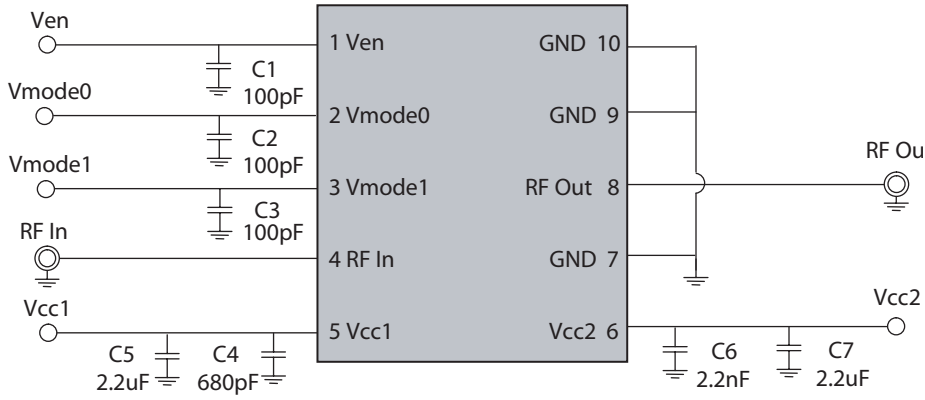 Ven
C1
100pF
Vmode0
C2
100pF
Vmode1
C3
100pF
RF In
Vcc1
C5
2.2uF
C4
680pF
1 Ven
2 Vmode0
3 Vmode1
4 RF In
5 Vcc1
GND 10
GND 9
RF Out 8
GND 7
Vcc2 6
RF Ou
Vcc2
C6
2.2nF
C7
2.2uF